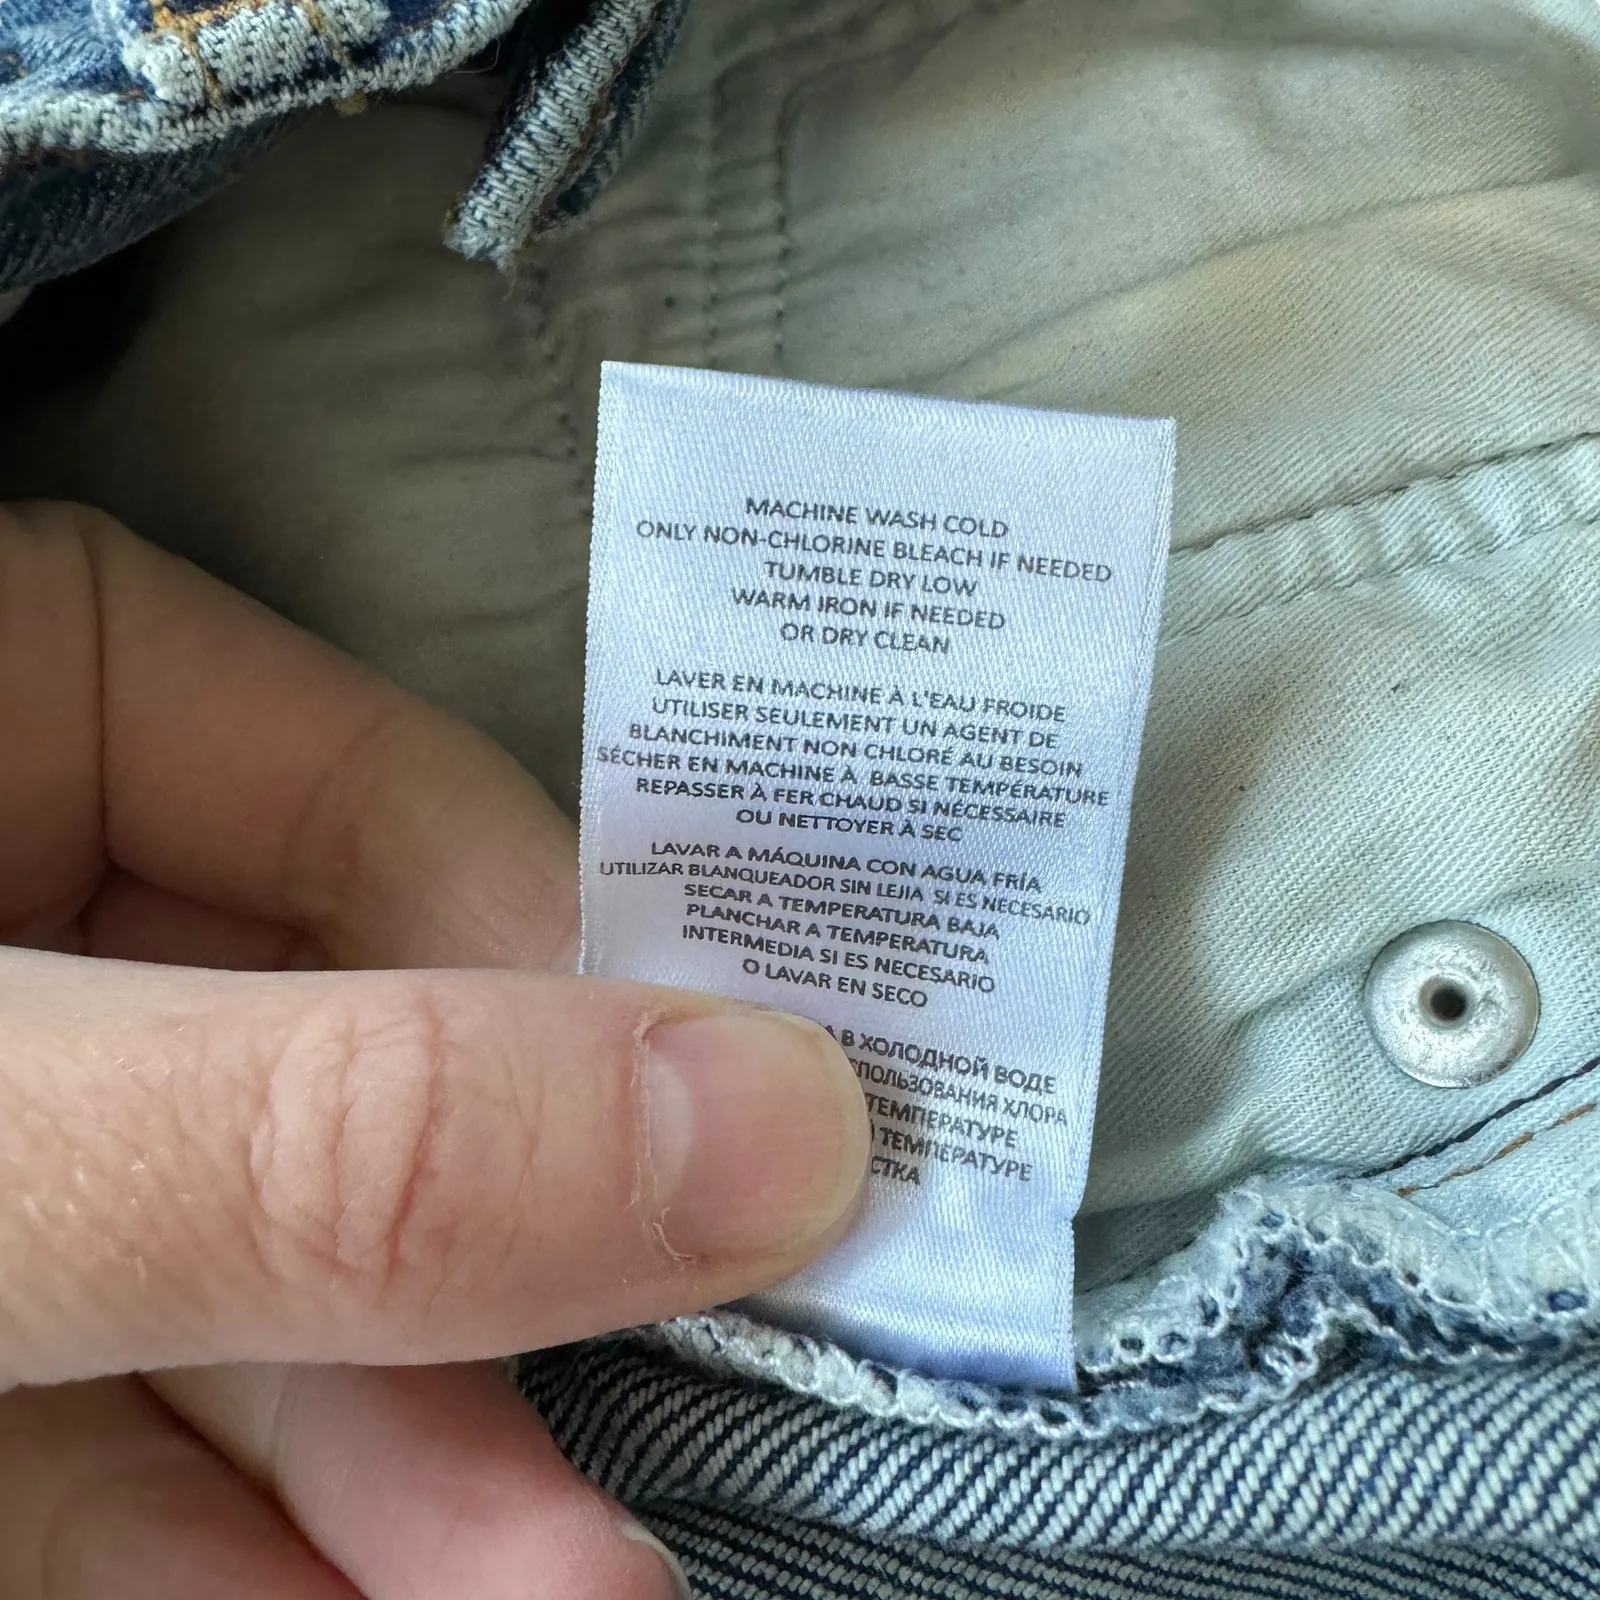 MACHINE WASH COLD
ONLY NON-CHLORINE BLEACH IF NEEDED
TUMBLE DRY LOW
WARM IRON IF NEEDED
OR DRY CLEAN
LAVER EN MACHINE À L'EAU FROIDE
UTILISER SEULEMENT UN AGENT DE
BLANCHIMENT NON CHLORÉ AU BESOIN
SÉCHER EN MACHINE À BASSE TEMPÉRATURE
REPASSER À FER CHAUD SI NÉCESSAIRE
OU NETTOYER À SEC
LAVAR A MÁQUINA CON AGUA FRÍA
UTILIZAR BLANQUEADOR SIN LEJIA SI ES NECESARIO
SECAR A TEMPERATURA BAJA
PLANCHAR A TEMPERATURA
INTERMEDIA SI ES NECESARIO
O LAVAR EN SECO
В ХОЛОДНОЙ ВОДЕ
ХЛОРА
ТЕМПЕРАТУРЕ
ТЕМПЕРАТУРЕ